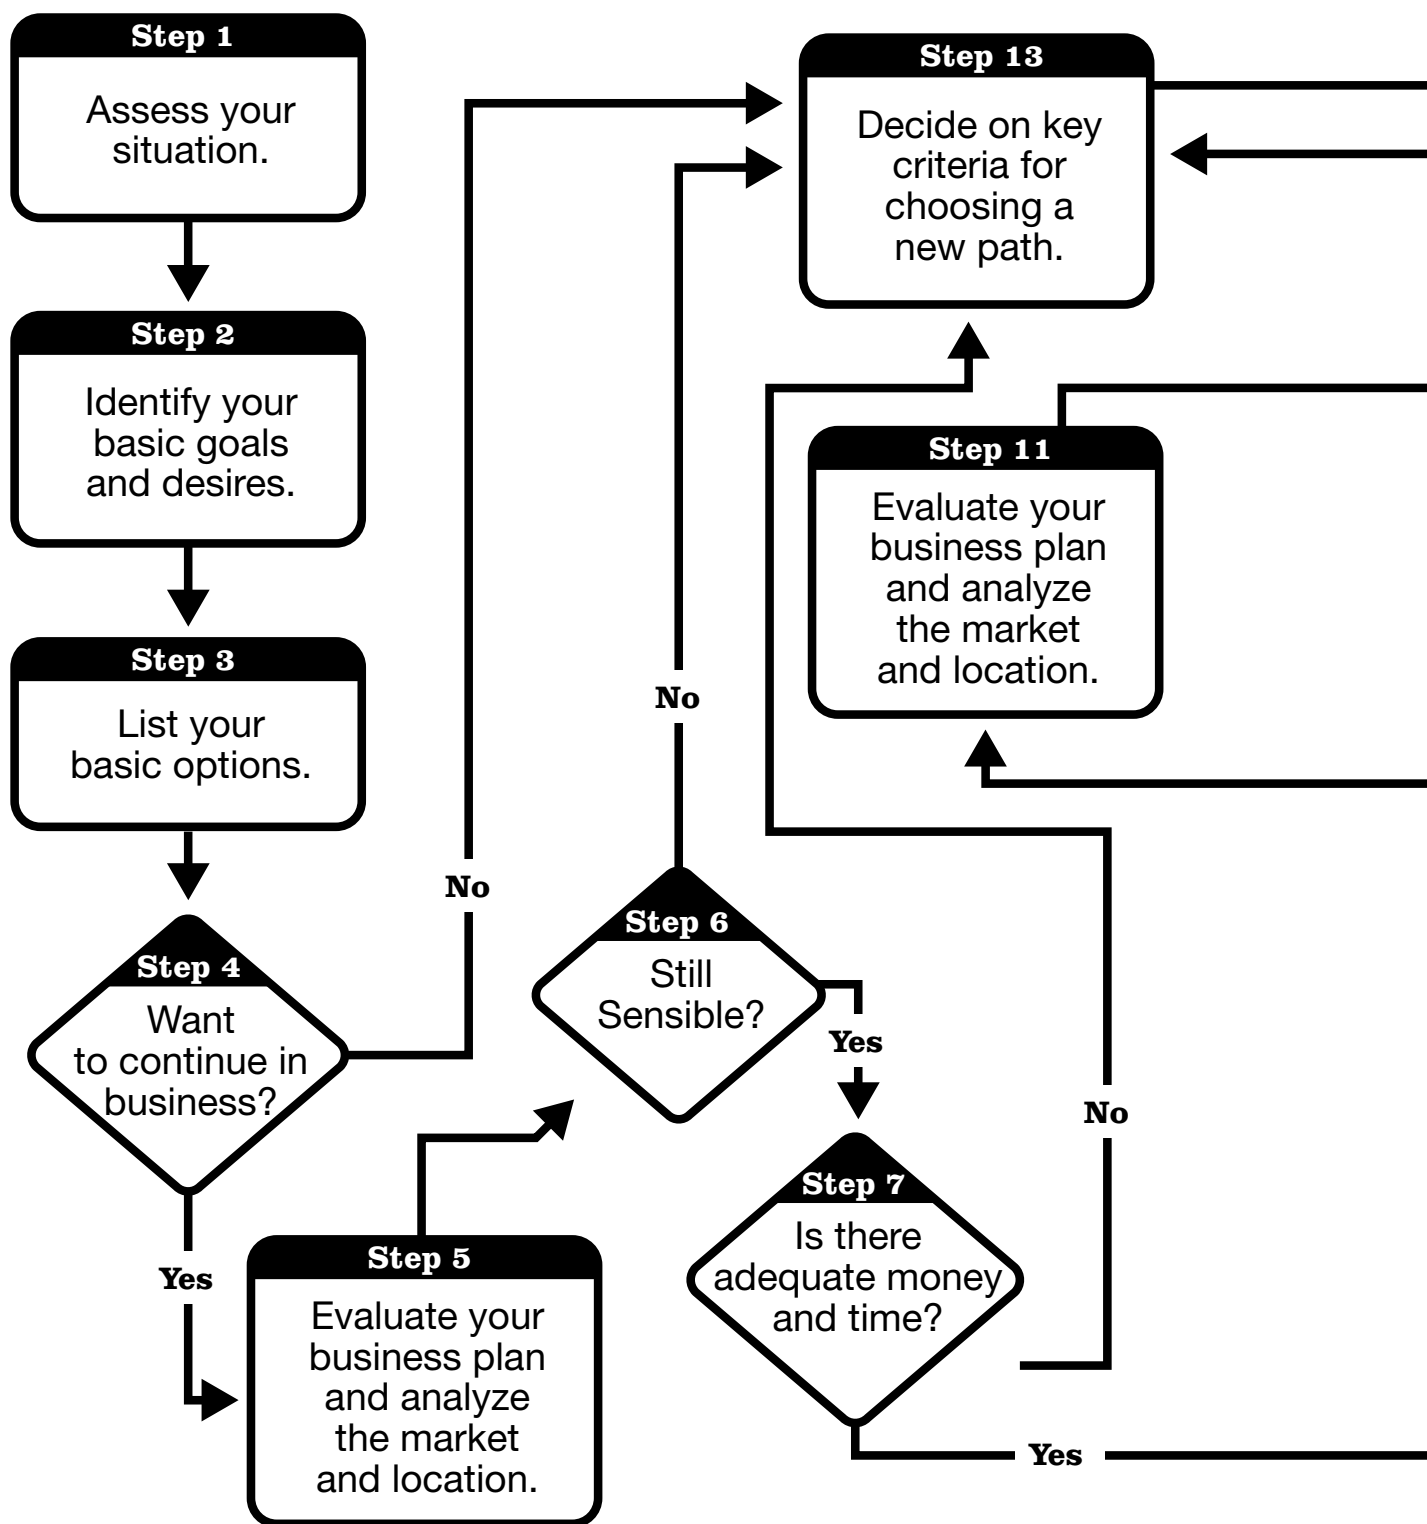 Step 1
Assess your
situation.
Step 2
Identify your
basic goals
and desires.
Step 3
List your
basic options.
Step 4
Want
to continue in
business?
No
Yes
Step 5
Evaluate your
business plan
and analyze
the market
and location.
Step 6
Still
Sensible?
No
Yes
Step 7
Is there
adequate money
and time?
No
Yes
Step 13
Decide on key
criteria for
choosing a
new path.
Step 11
Evaluate your
business plan
and analyze
the market
and location.